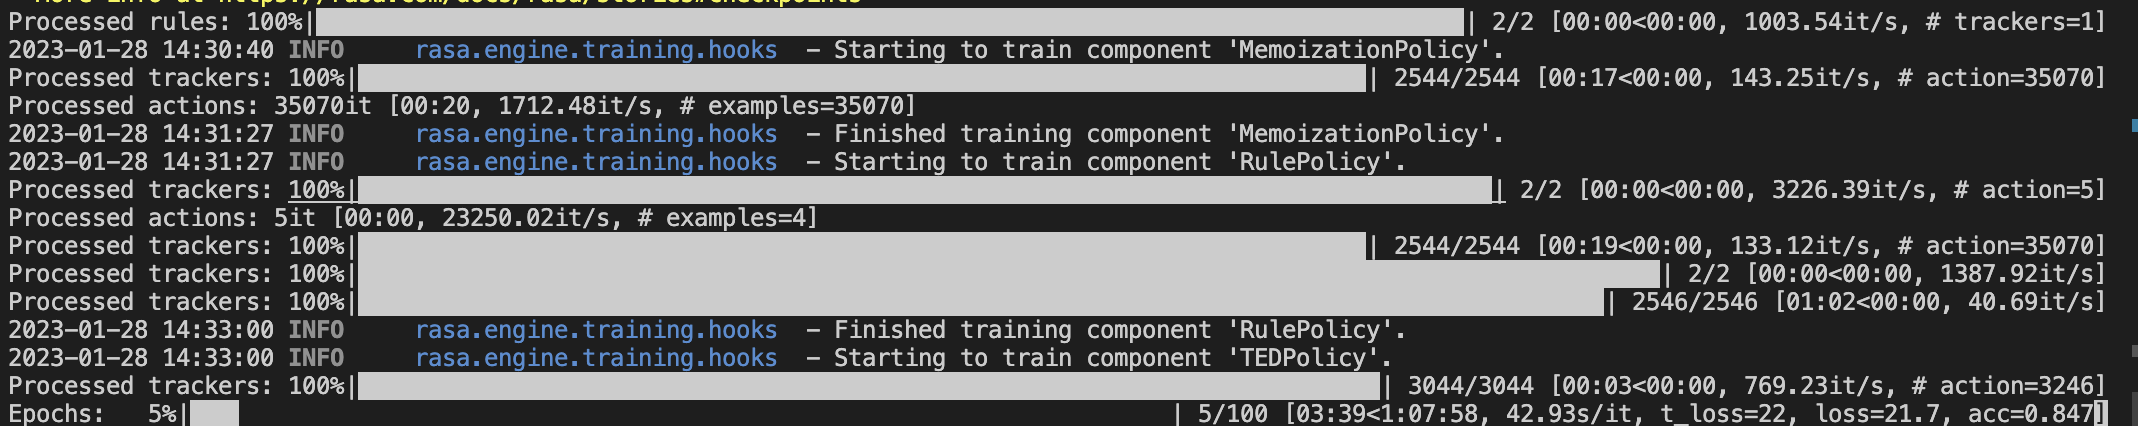 More info at https://rasa.com/docs/rasa/stories#checkpoints
Processed rules: 100%| | 2/2 [00:00<00:00, 1003.54it/s, # trackers=1]
2023-01-28 14:30:40 INFO rasa.engine.training.hooks - Starting to train component 'MemoizationPolicy'.
Processed trackers: 100%| | 2544/2544 [00:17<00:00, 143.25it/s, # action=35070]
Processed actions: 35070it [00:20, 1712.48it/s, # examples=35070]
2023-01-28 14:31:27 INFO rasa.engine.training.hooks - Finished training component 'MemoizationPolicy'.
2023-01-28 14:31:27 INFO rasa.engine.training.hooks - Starting to train component 'RulePolicy'.
Processed trackers: 100%| | 2/2 [00:00<00:00, 3226.39it/s, # action=5]
Processed actions: 5it [00:00, 23250.02it/s, # examples=4]
Processed trackers: 100%| | 2544/2544 [00:19<00:00, 133.12it/s, # action=35070]
Processed trackers: 100%| | 2/2 [00:00<00:00, 1387.92it/s]
Processed trackers: 100%| | 2546/2546 [01:02<00:00, 40.69it/s]
2023-01-28 14:33:00 INFO rasa.engine.training.hooks - Finished training component 'RulePolicy'.
2023-01-28 14:33:00 INFO rasa.engine.training.hooks - Starting to train component 'TEDPolicy'.
Processed trackers: 100%| | 3044/3044 [00:03<00:00, 769.23it/s, # action=3246]
Epochs: 5%| | 5/100 [03:39<1:07:58, 42.93s/it, t_loss=22, loss=21.7, acc=0.847]